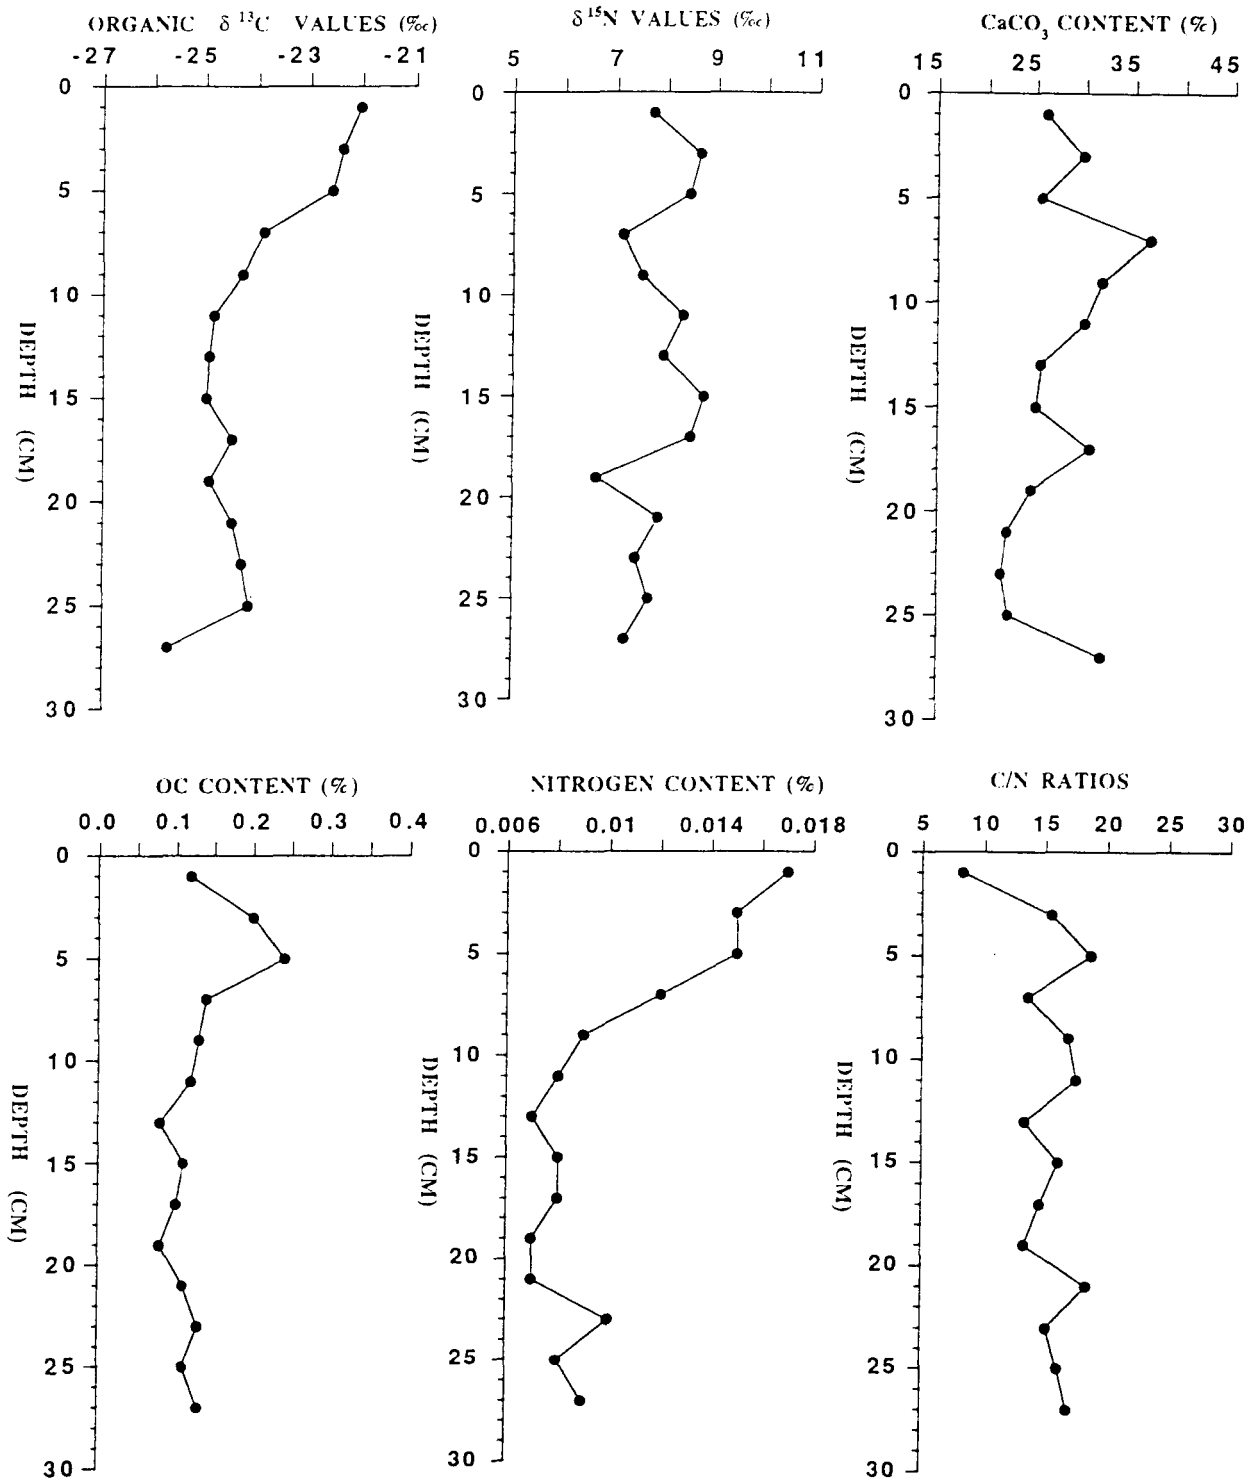 ORGANIC δ 13C VALUES (‰)
-27 -25 -23 -21
0
5
10
15
20
25
30
DEPTH (CM)
δ 15N VALUES (‰)
5 7 9 11
0
5
10
15
20
25
30
DEPTH (CM)
CaCO3 CONTENT (%)
15 25 35 45
0
5
10
15
20
25
30
DEPTH (CM)
OC CONTENT (%)
0.0 0.1 0.2 0.3 0.4
0
5
10
15
20
25
30
DEPTH (CM)
NITROGEN CONTENT (%)
0.006 0.01 0.014 0.018
0
5
10
15
20
25
30
DEPTH (CM)
C/N RATIOS
5 10 15 20 25 30
0
5
10
15
20
25
30
DEPTH (CM)